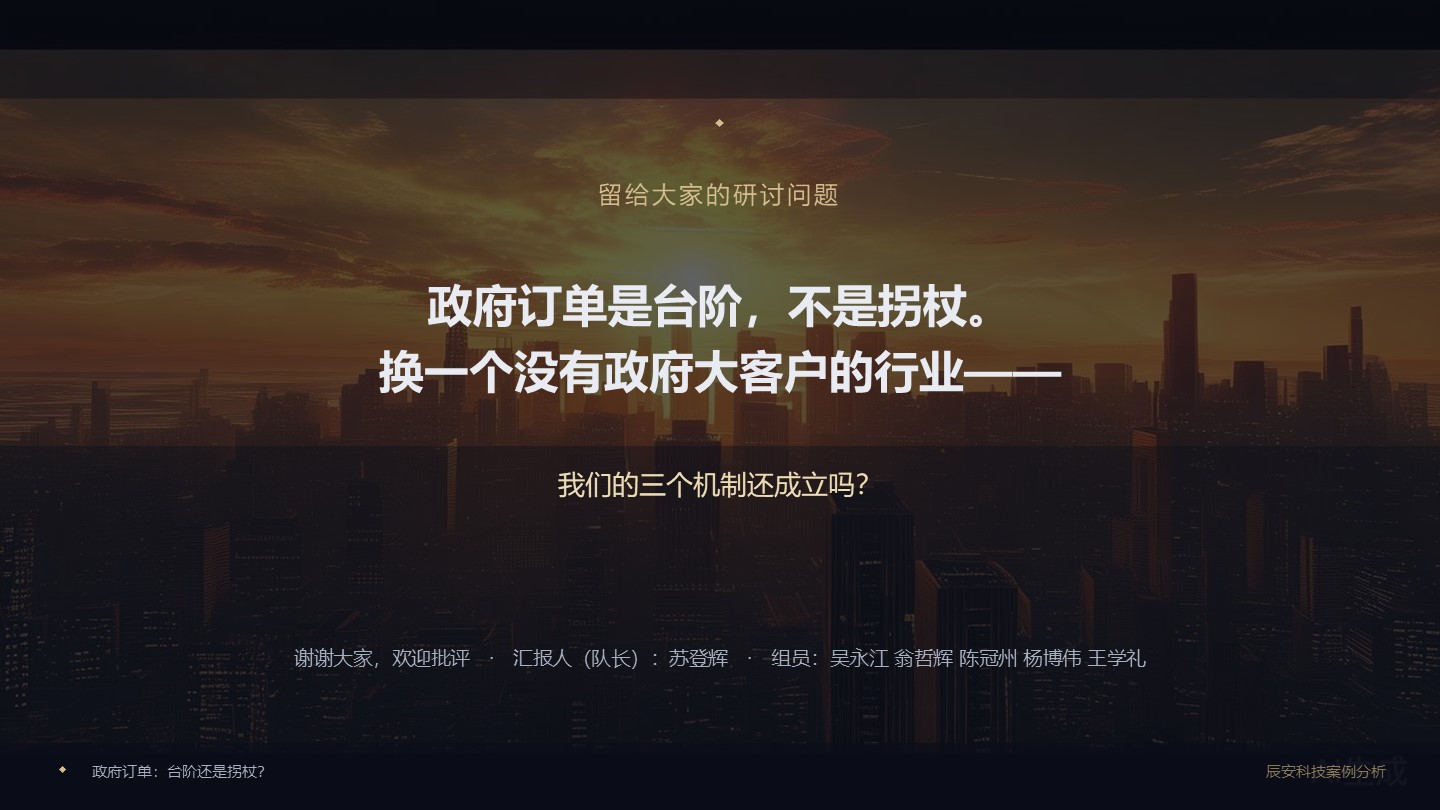 留给大家的研讨问题
政府订单是台阶，不是拐杖。
换一个没有政府大客户的行业——
我们的三个机制还成立吗？
谢谢大家，欢迎批评 · 汇报人（队长）：苏登辉 · 组员：吴永江 翁哲辉 陈冠州 杨博伟 王学礼
政府订单：台阶还是拐杖？
辰安科技案例分析